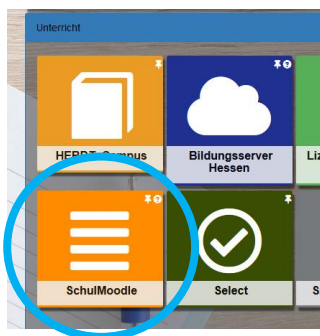 Unterricht
HERDT-Campus
Bildungsserver
Hessen
SchulMoodle
Select